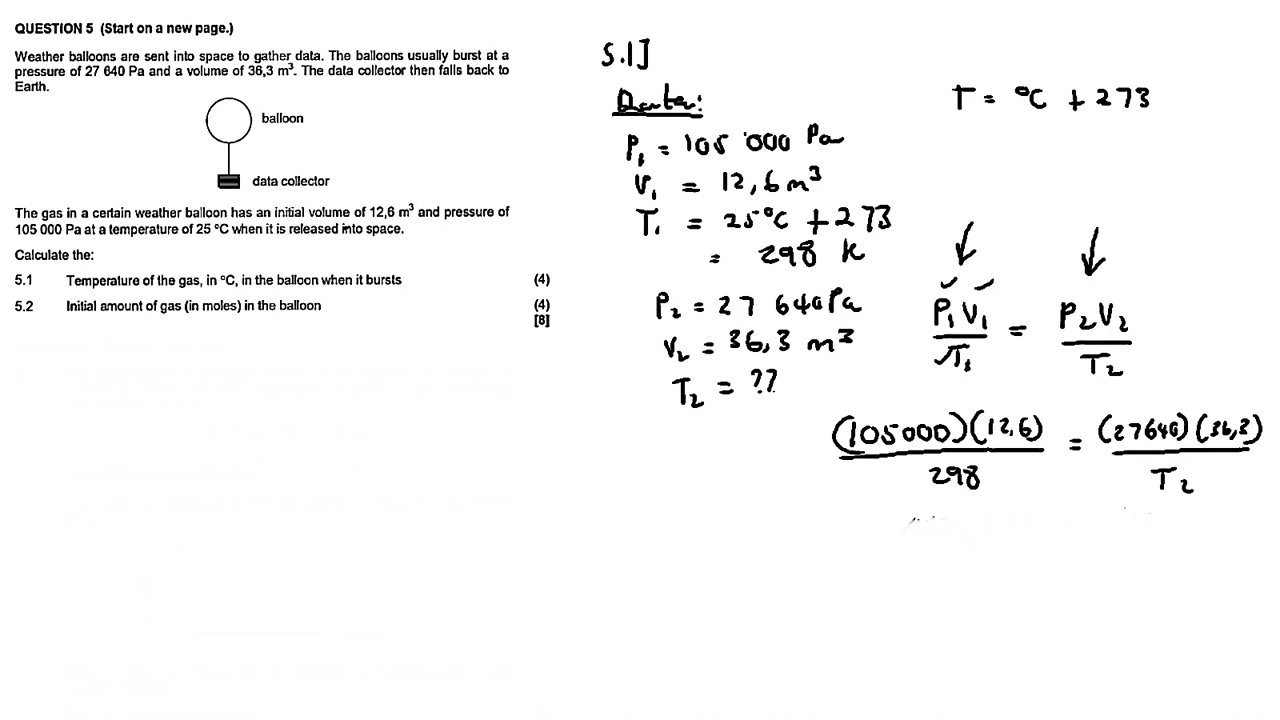 QUESTION 5 (Start on a new page.)
Weather balloons are sent into space to gather data. The balloons usually burst at a
pressure of 27 640 Pa and a volume of 36,3 m³. The data collector then falls back to
Earth.
balloon
data collector
The gas in a certain weather balloon has an initial volume of 12,6 m³ and pressure of
105 000 Pa at a temperature of 25 °C when it is released into space.
Calculate the:
5.1 Temperature of the gas, in °C, in the balloon when it bursts (4)
5.2 Initial amount of gas (in moles) in the balloon (4)
[8]
5.1]
P₁ = 105 000 Pa
V₁ = 12,6 m³
T₁ = 25°C + 273
= 298 K
P₂ = 27 640 Pa
V₂ = 36,3 m³
T₂ = ??
T = °C + 273
P₁V₁ = P₂V₂
T₁ T₂
(105000)(12,6) = (27640)(36,3)
298 T₂